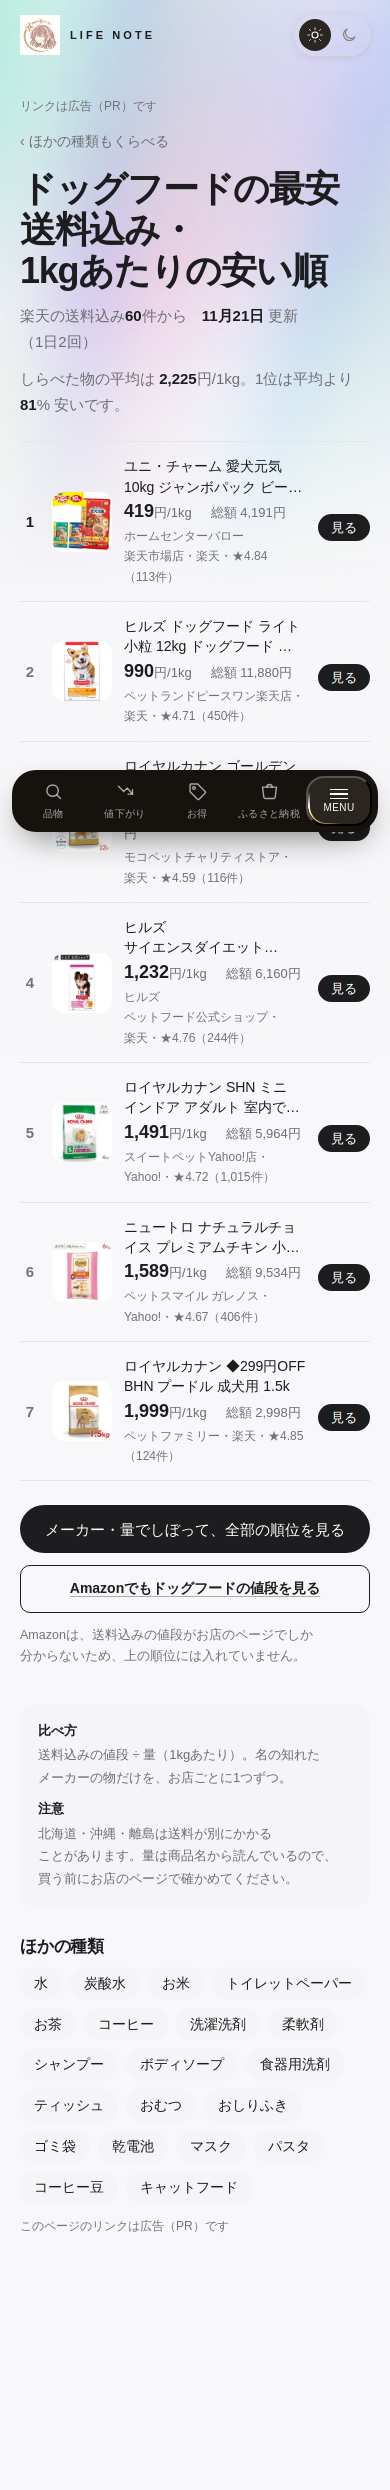 LIFE NOTE
リンクは広告（PR）です
‹ ほかの種類もくらべる
ドッグフードの最安
送料込み・
1kgあたりの安い順
楽天の送料込み60件から　11月21日 更新
（1日2回）
しらべた物の平均は 2,225円/1kg。1位は平均より
81% 安いです。
1
ユニ・チャーム 愛犬元気
10kg ジャンボパック ビー…
419円/1kg 総額 4,191円
ホームセンターバロー
楽天市場店・楽天・★4.84
（113件）
見る
2
ヒルズ ドッグフード ライト
小粒 12kg ドッグフード …
990円/1kg 総額 11,880円
ペットランドピースワン楽天店・
楽天・★4.71（450件）
見る
ロイヤルカナン ゴールデン
品物
値下がり
お得
ふるさと納税
MENU
円
モコペットチャリティストア・
楽天・★4.59（116件）
4
ヒルズ
サイエンスダイエット…
1,232円/1kg 総額 6,160円
ヒルズ
ペットフード公式ショップ・
楽天・★4.76（244件）
見る
5
ロイヤルカナン SHN ミニ
インドア アダルト 室内で…
1,491円/1kg 総額 5,964円
スイートペットYahoo!店・
Yahoo!・★4.72（1,015件）
見る
6
ニュートロ ナチュラルチョ
イス プレミアムチキン 小…
1,589円/1kg 総額 9,534円
ペットスマイル ガレノス・
Yahoo!・★4.67（406件）
見る
7
ロイヤルカナン ◆299円OFF
BHN プードル 成犬用 1.5k
1,999円/1kg 総額 2,998円
ペットファミリー・楽天・★4.85
（124件）
見る
メーカー・量でしぼって、全部の順位を見る
Amazonでもドッグフードの値段を見る
Amazonは、送料込みの値段がお店のページでしか
分からないため、上の順位には入れていません。
比べ方
送料込みの値段 ÷ 量（1kgあたり）。名の知れた
メーカーの物だけを、お店ごとに1つずつ。
注意
北海道・沖縄・離島は送料が別にかかる
ことがあります。量は商品名から読んでいるので、
買う前にお店のページで確かめてください。
ほかの種類
水 炭酸水 お米 トイレットペーパー
お茶 コーヒー 洗濯洗剤 柔軟剤
シャンプー ボディソープ 食器用洗剤
ティッシュ おむつ おしりふき
ゴミ袋 乾電池 マスク パスタ
コーヒー豆 キャットフード
このページのリンクは広告（PR）です